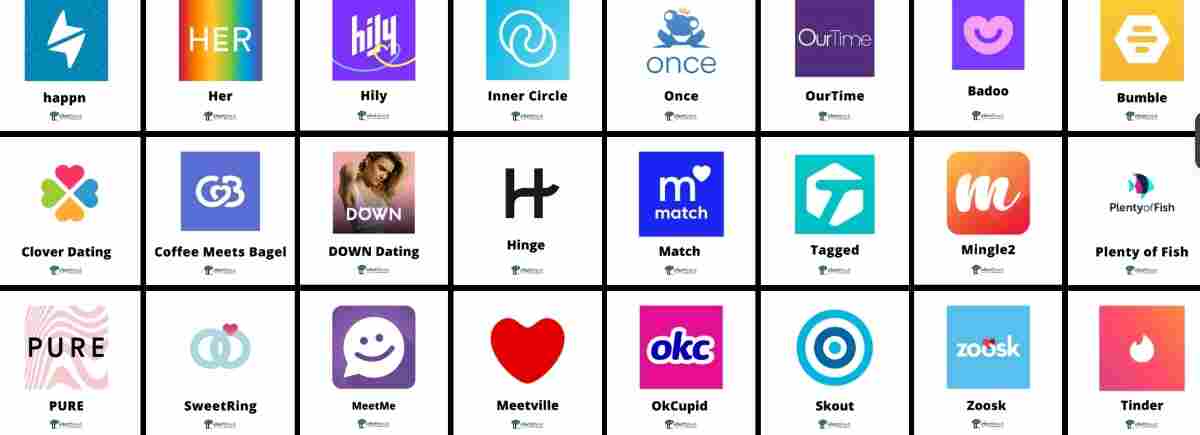 HER
hily
once
OurTime
happn
Her
Hily
Inner Circle
Once
OurTime
Badoo
Bumble
GB
DOWN
H
m
match
T
m
PlentyofFish
Clover Dating
Coffee Meets Bagel
DOWN Dating
Hinge
Match
Tagged
Mingle2
Plenty of Fish
PURE
okc
zoosk
PURE
SweetRing
MeetMe
Meetville
OkCupid
Skout
Zoosk
Tinder